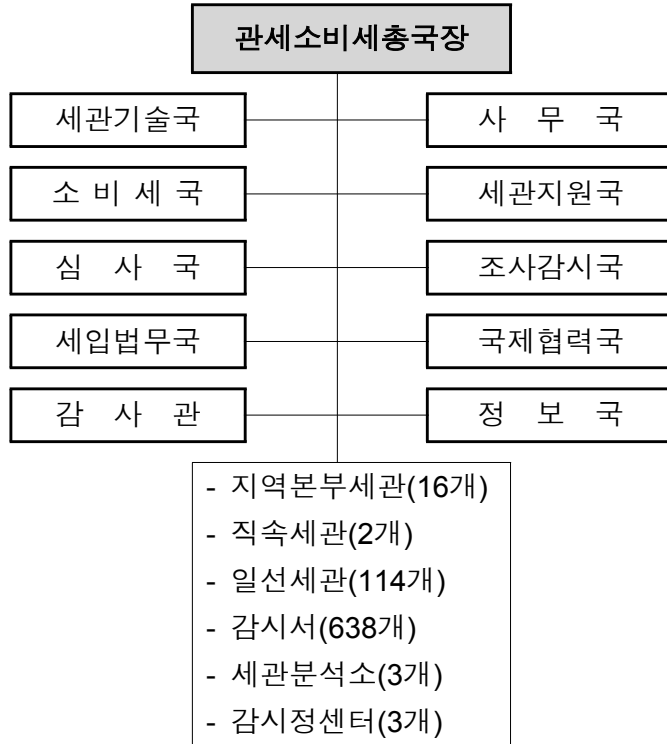 관세소비세총국장
세관기술국
사 무 국
소 비 세 국
세관지원국
심 사 국
조사감시국
세입법무국
국제협력국
감 사 관
정 보 국
- 지역본부세관(16개)
- 직속세관(2개)
- 일선세관(114개)
- 감시서(638개)
- 세관분석소(3개)
- 감시정센터(3개)